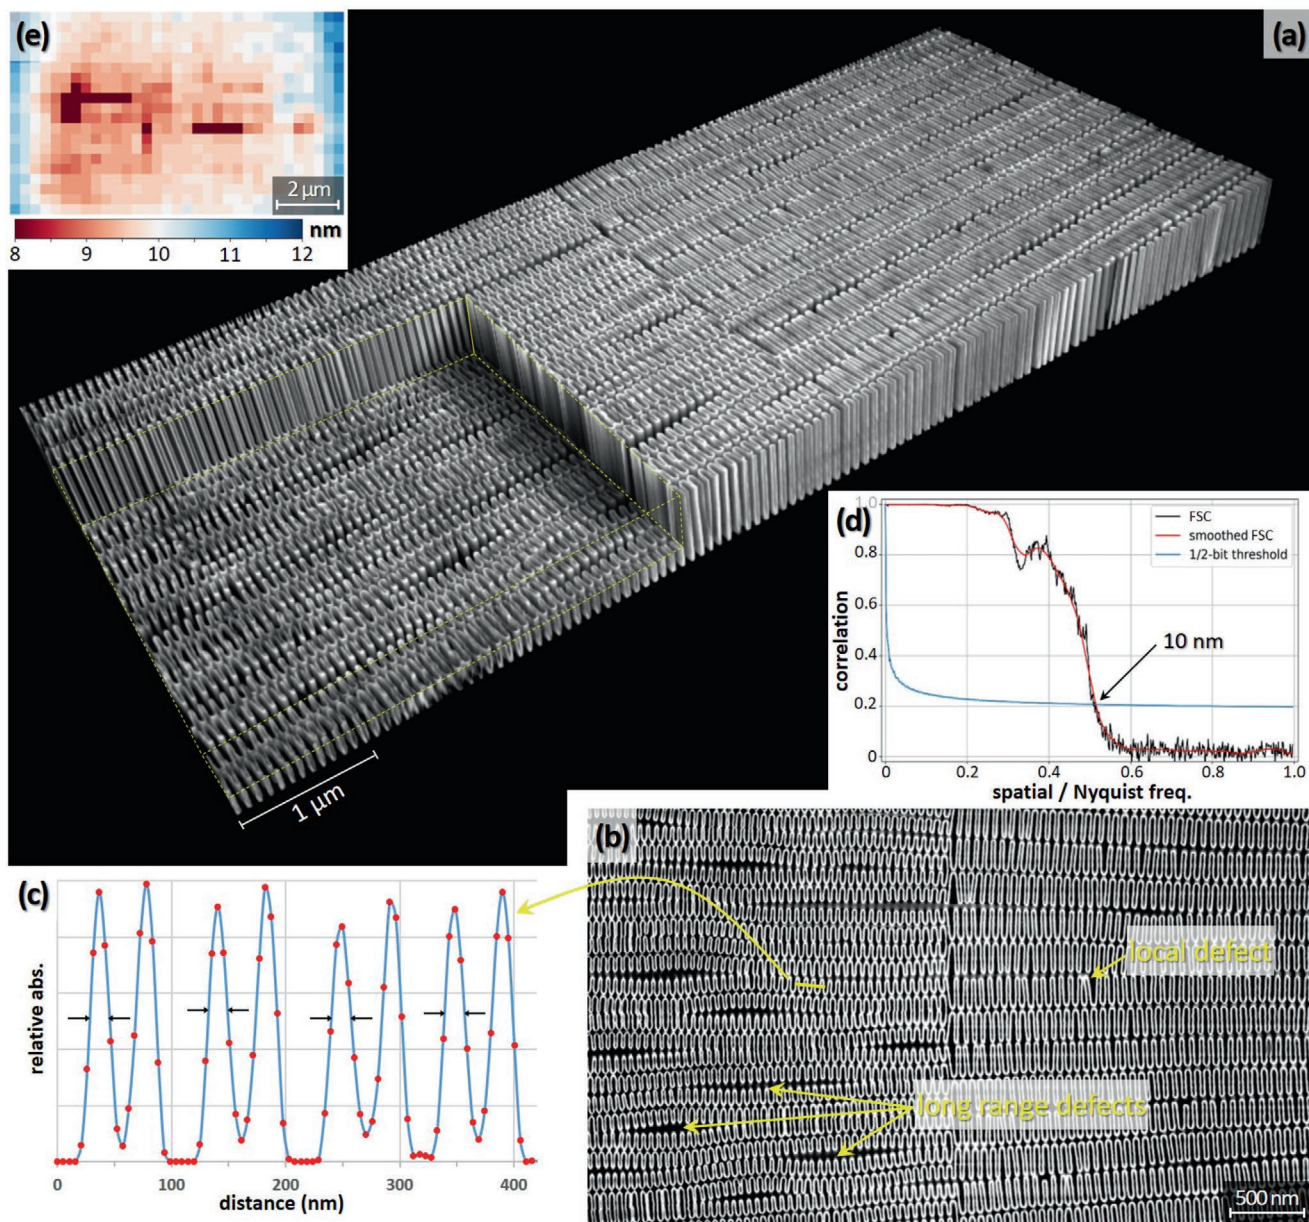 (e)
2 µm
nm
8 9 10 11 12
(a)
1 µm
(d)
1.0
0.8
0.6
0.4
0.2
0
correlation
FSC
smoothed FSC
1/2-bit threshold
10 nm
0 0.2 0.4 0.6 0.8 1.0
spatial / Nyquist freq.
(b)
local defect
long range defects
500 nm
(c)
relative abs.
0 100 200 300 400
distance (nm)